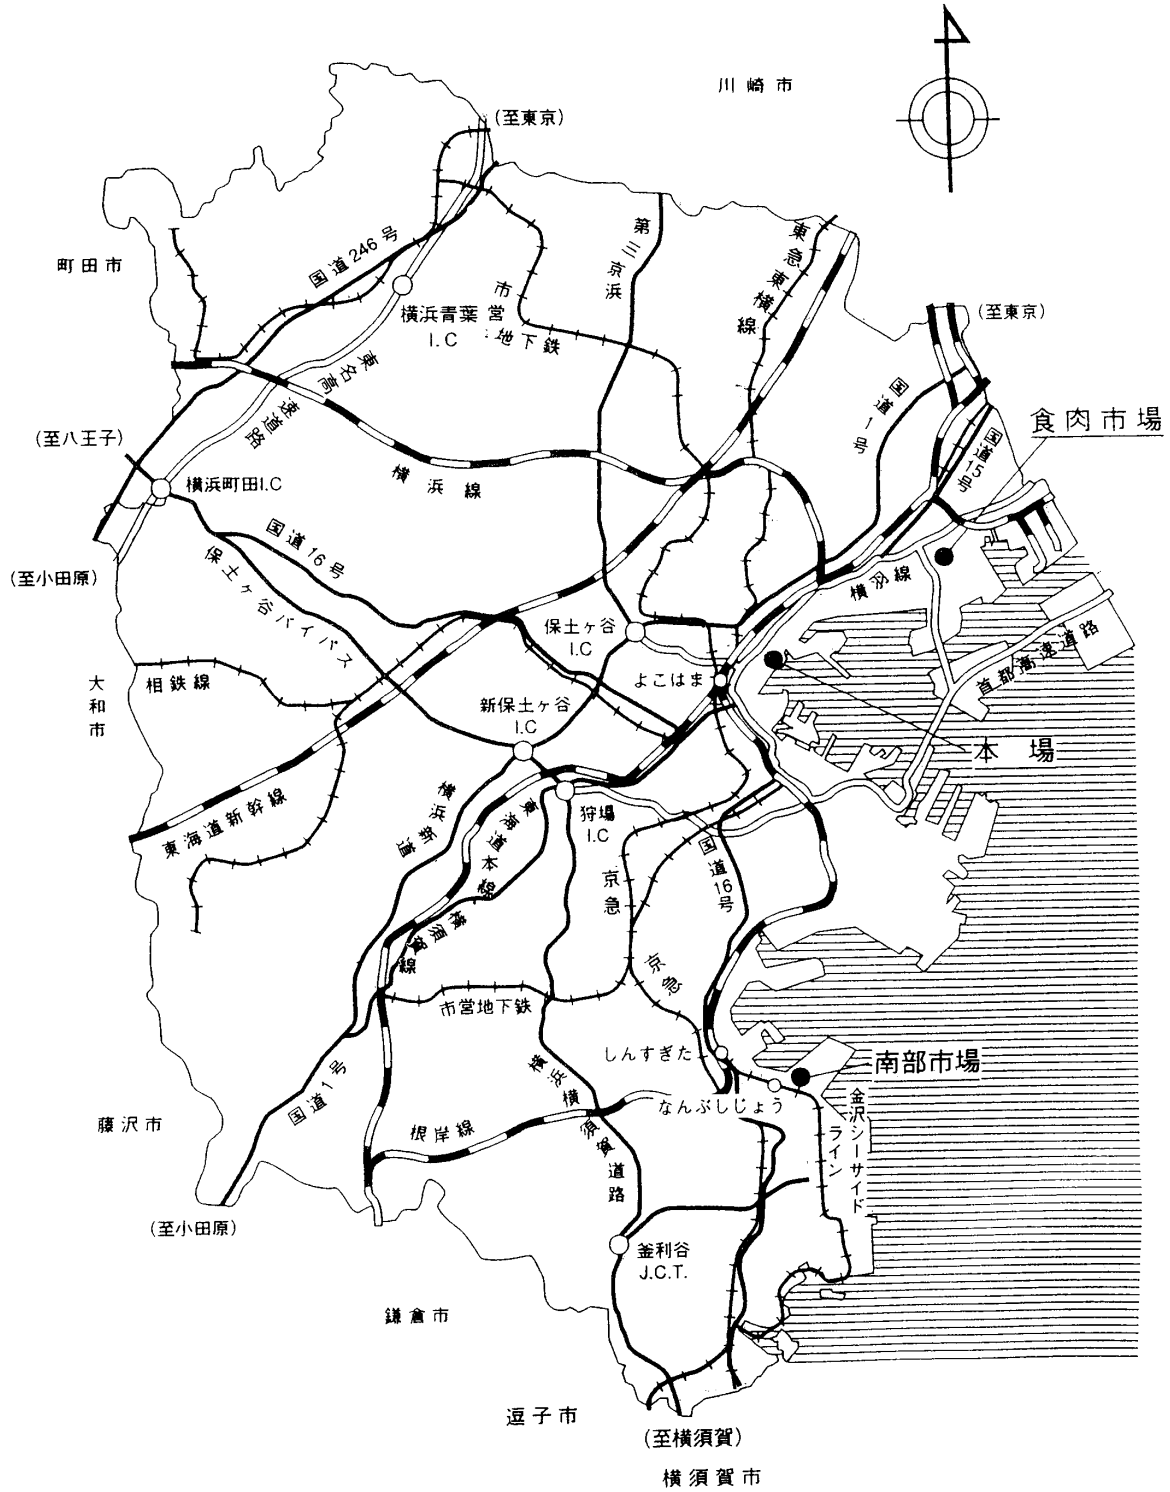 川崎市
(至東京)
町田市
国道246号
第三京浜
東急東横線
横浜青葉
I.C
市営地下鉄
(至東京)
東名高速道路
国道1号
食肉市場
国道15号
(至八王子)
横浜線
横浜町田I.C
国道16号
保土ヶ谷バイパス
(至小田原)
横羽線
保土ヶ谷
I.C
首都高速道路
よこはま
相鉄線
大和市
新保土ヶ谷
I.C
本場
東海道新幹線
横浜新道
東海道本線
狩場
I.C
国道16号
京急
横須賀線
京急
市営地下鉄
しんすぎた
南部市場
国道1号
横浜横須賀道路
なんぶしじょう
金沢シーサイド
ライン
藤沢市
根岸線
(至小田原)
釜利谷
J.C.T.
鎌倉市
逗子市
(至横須賀)
横須賀市